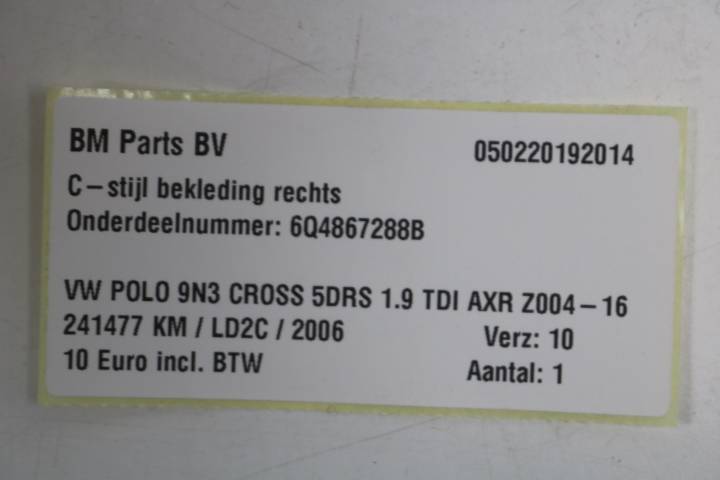 BM Parts BV 050220192014
C-stijl bekleding rechts
Onderdeelnummer: 6Q4867288B
VW POLO 9N3 CROSS 5DRS 1.9 TDI AXR Z004-16
241477 KM / LD2C / 2006 Verz: 10
10 Euro incl. BTW Aantal: 1